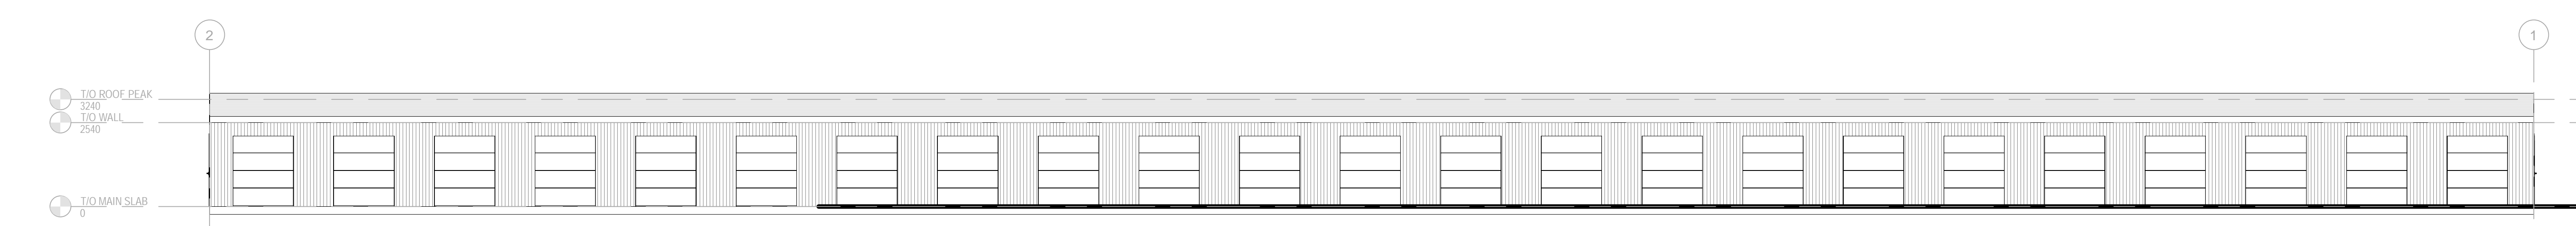 2
1
T/O ROOF PEAK
3240
T/O WALL
2540
T/O MAIN SLAB
0